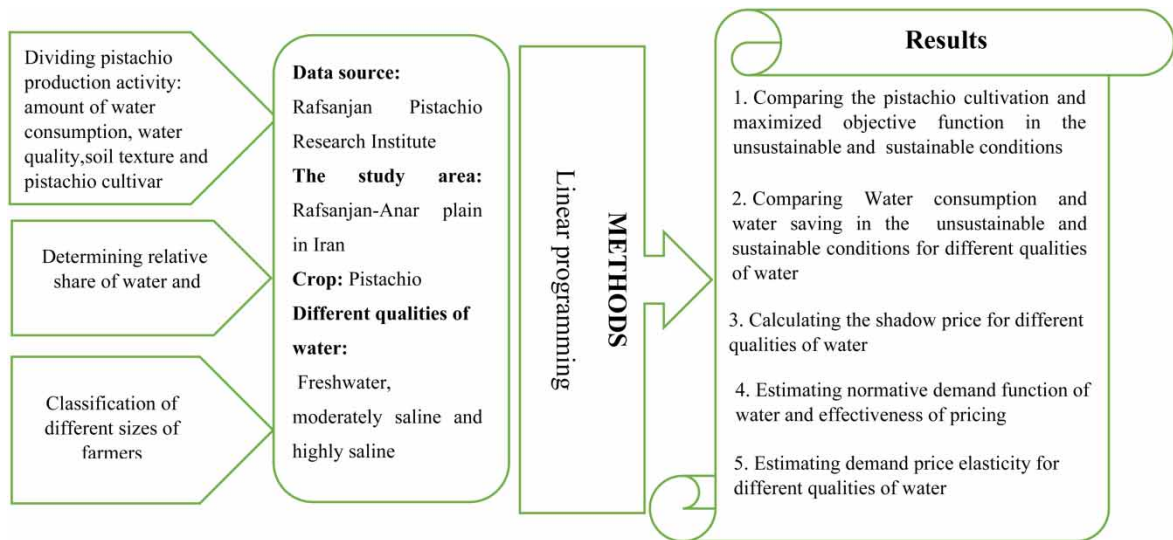 Dividing pistachio
production activity:
amount of water
consumption, water
quality,soil texture and
pistachio cultivar
Determining relative
share of water and
Classification of
different sizes of
farmers
Data source:
Rafsanjan Pistachio
Research Institute
The study area:
Rafsanjan-Anar plain
in Iran
Crop: Pistachio
Different qualities of
water:
Freshwater,
moderately saline and
highly saline
METHODS
Linear programming
Results
1. Comparing the pistachio cultivation and
maximized objective function in the
unsustainable and sustainable conditions
2. Comparing Water consumption and
water saving in the unsustainable and
sustainable conditions for different qualities
of water
3. Calculating the shadow price for different
qualities of water
4. Estimating normative demand function of
water and effectiveness of pricing
5. Estimating demand price elasticity for
different qualities of water